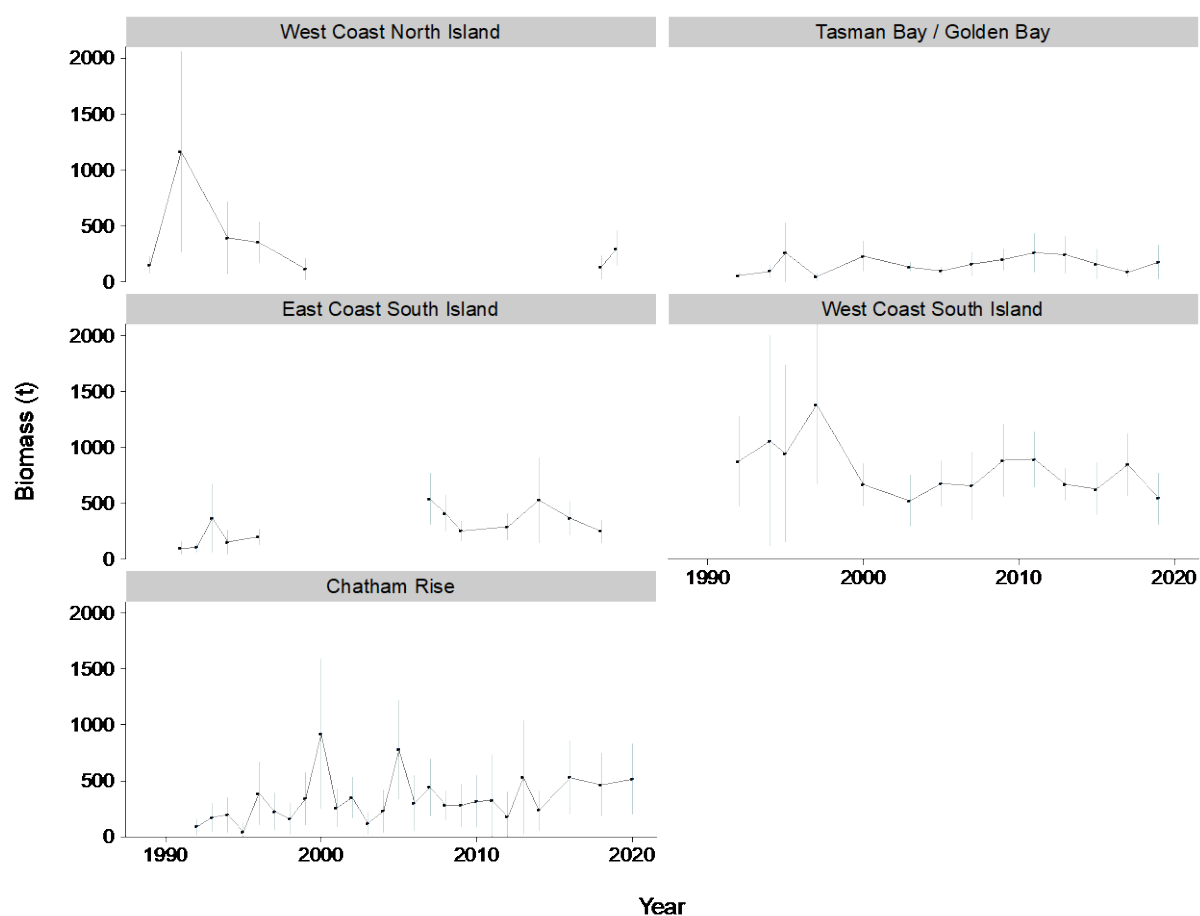 West Coast North Island
Tasman Bay / Golden Bay
2000
1500
1000
500
0
East Coast South Island
West Coast South Island
2000
1500
1000
500
0
1990 2000 2010 2020
Chatham Rise
2000
1500
1000
500
0
1990 2000 2010 2020
Biomass (t)
Year